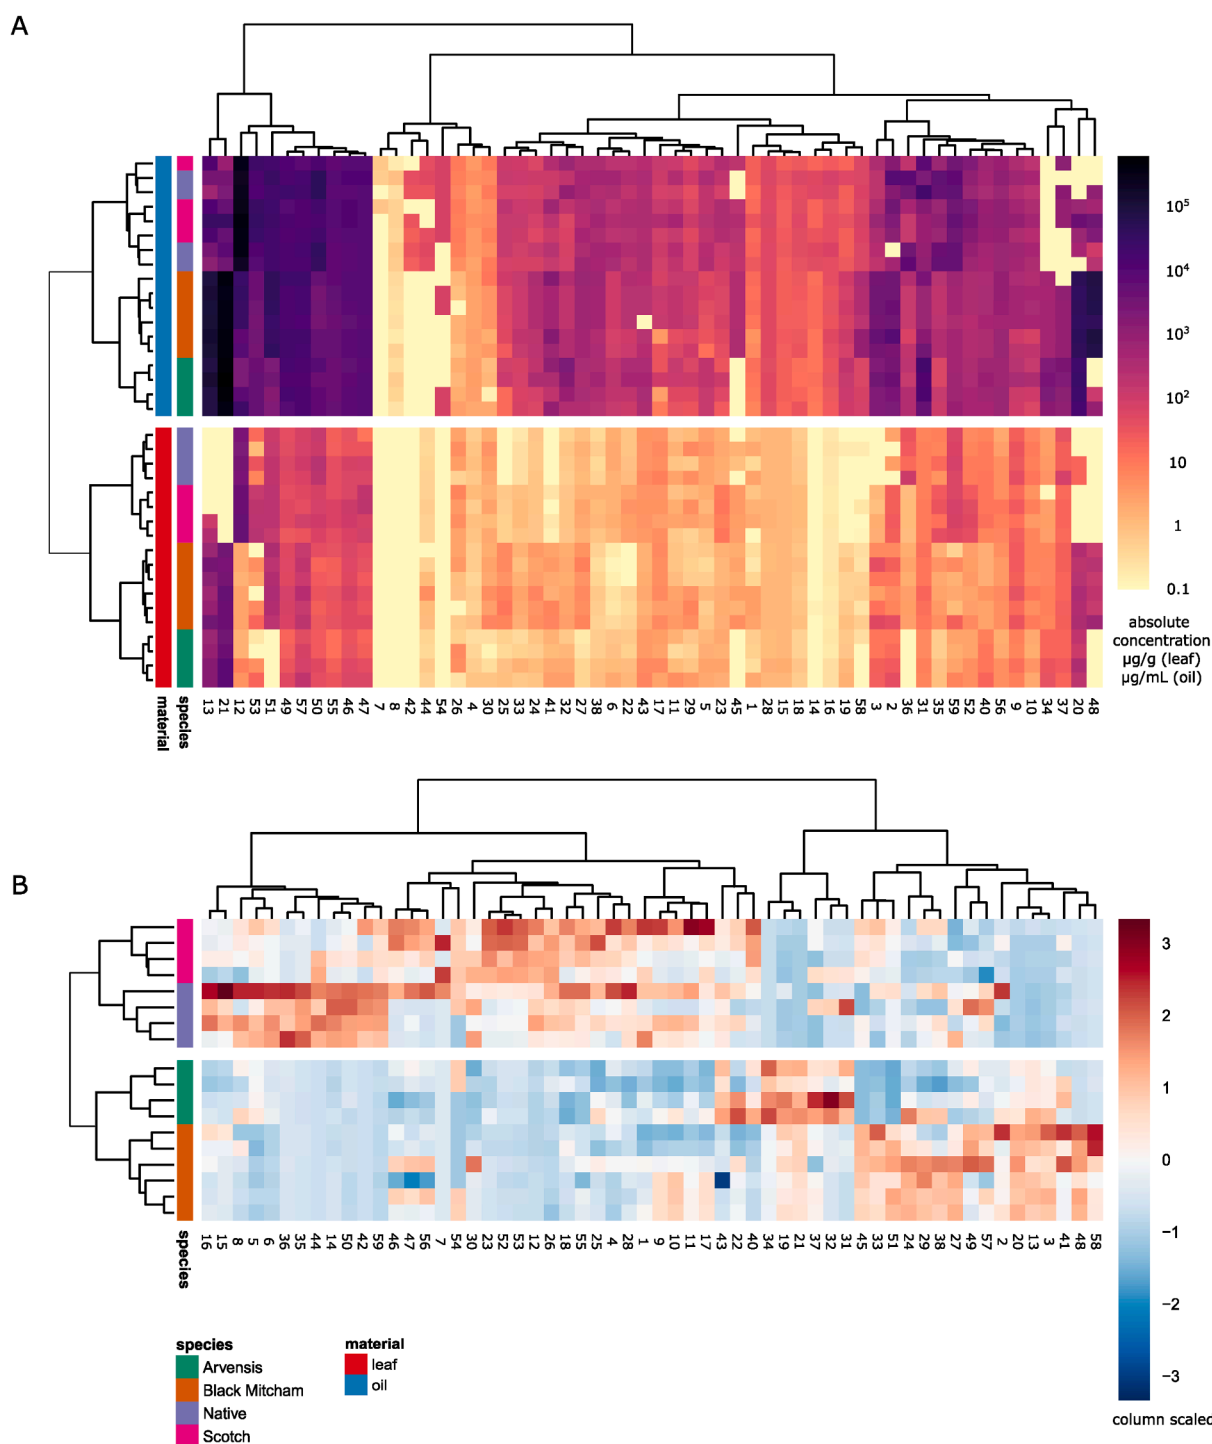 A
10⁵
10⁴
10³
10²
10
1
0.1
absolute
concentration
µg/g (leaf)
µg/mL (oil)
material species 13 21 12 53 51 49 57 50 55 46 47 7 8 42 44 54 26 4 30 25 33 24 41 32 27 38 6 22 43 17 11 29 5 23 45 1 28 15 18 14 16 19 58 3 2 36 31 35 59 52 40 56 9 10 34 37 20 48
B
3
2
1
0
−1
−2
−3
column scaled
species 16 15 8 5 6 36 35 44 14 50 42 59 46 47 56 7 54 30 23 52 53 12 26 18 55 25 4 28 1 9 10 11 17 43 22 40 34 19 21 37 32 31 45 33 51 24 29 38 27 49 57 2 20 13 3 41 48 58
species
Arvensis
Black Mitcham
Native
Scotch
material
leaf
oil